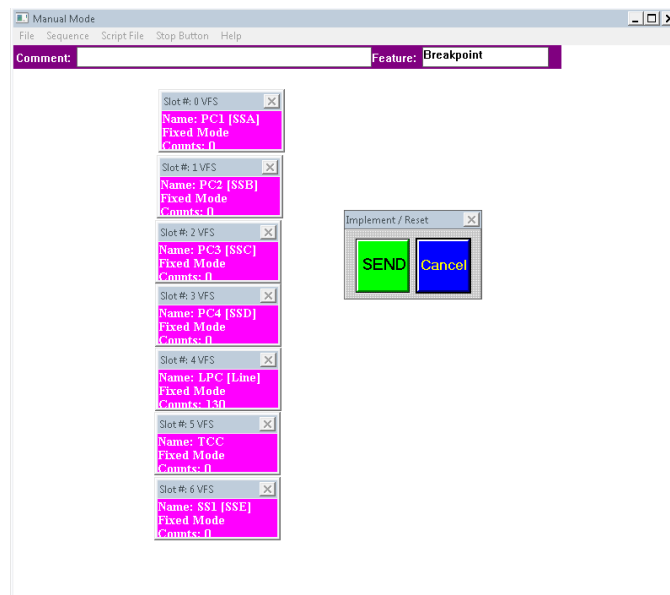 Manual Mode
File Sequence Script File Stop Button Help
Comment: Feature: Breakpoint
Slot #: 0 VFS
Name: PC1 [SSA]
Fixed Mode
Counts: 0
Slot #: 1 VFS
Name: PC2 [SSB]
Fixed Mode
Counts: 0
Slot #: 2 VFS
Name: PC3 [SSC]
Fixed Mode
Counts: 0
Slot #: 3 VFS
Name: PC4 [SSD]
Fixed Mode
Counts: 0
Slot #: 4 VFS
Name: LPC [Line]
Fixed Mode
Counts: 130
Slot #: 5 VFS
Name: TCC
Fixed Mode
Counts: 0
Slot #: 6 VFS
Name: SS1 [SSE]
Fixed Mode
Counts: 0
Implement / Reset
SEND Cancel